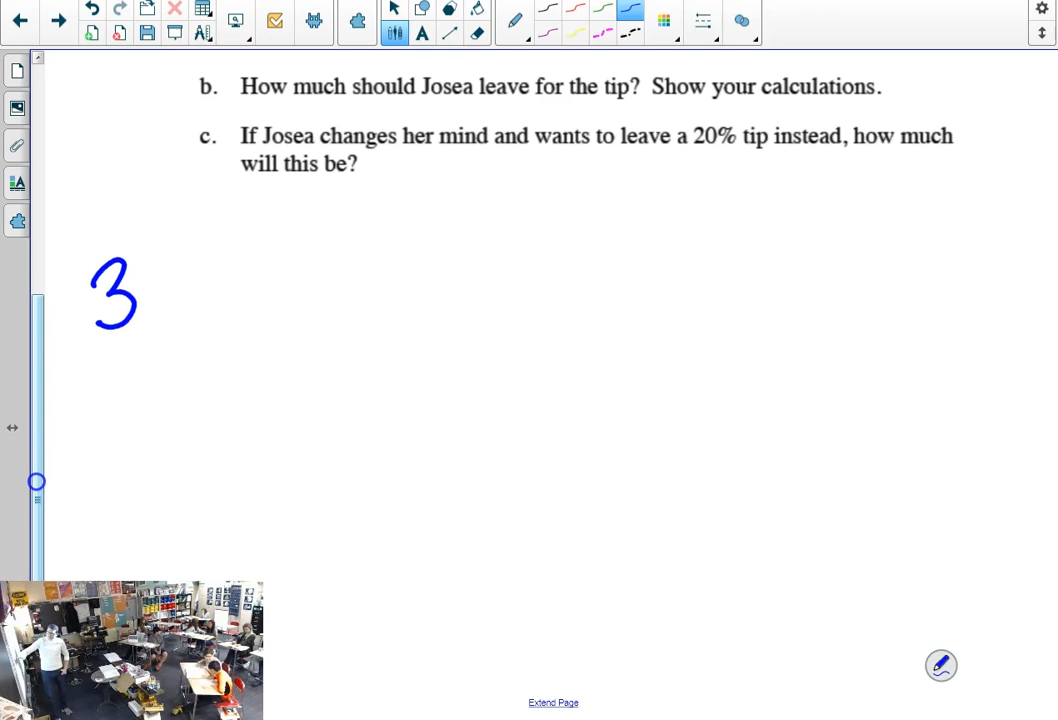 b. How much should Josea leave for the tip? Show your calculations.
c. If Josea changes her mind and wants to leave a 20% tip instead, how much
will this be?
3
Extend Page